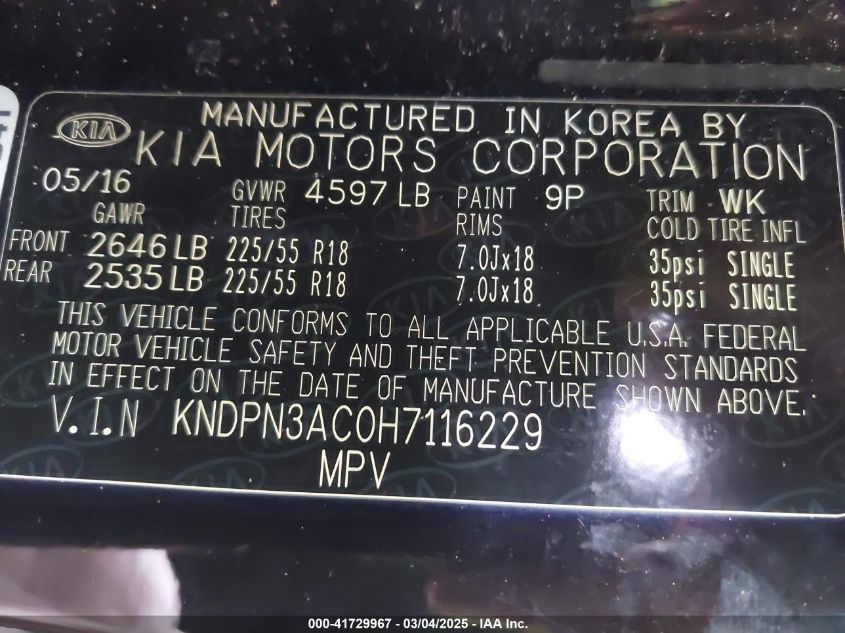 MANUFACTURED IN KOREA BY
KIA KIA MOTORS CORPORATION
05/16 GVWR 4597 LB PAINT 9P TRIM WK
GAWR TIRES RIMS COLD TIRE INFL
FRONT 2646 LB 225/55 R18 7.0Jx18 35psi SINGLE
REAR 2535 LB 225/55 R18 7.0Jx18 35psi SINGLE
THIS VEHICLE CONFORMS TO ALL APPLICABLE U.S.A. FEDERAL
MOTOR VEHICLE SAFETY AND THEFT PREVENTION STANDARDS
IN EFFECT ON THE DATE OF MANUFACTURE SHOWN ABOVE.
V.I.N KNDPN3AC0H7116229
MPV
000-41729967 - 03/04/2025 - IAA Inc.